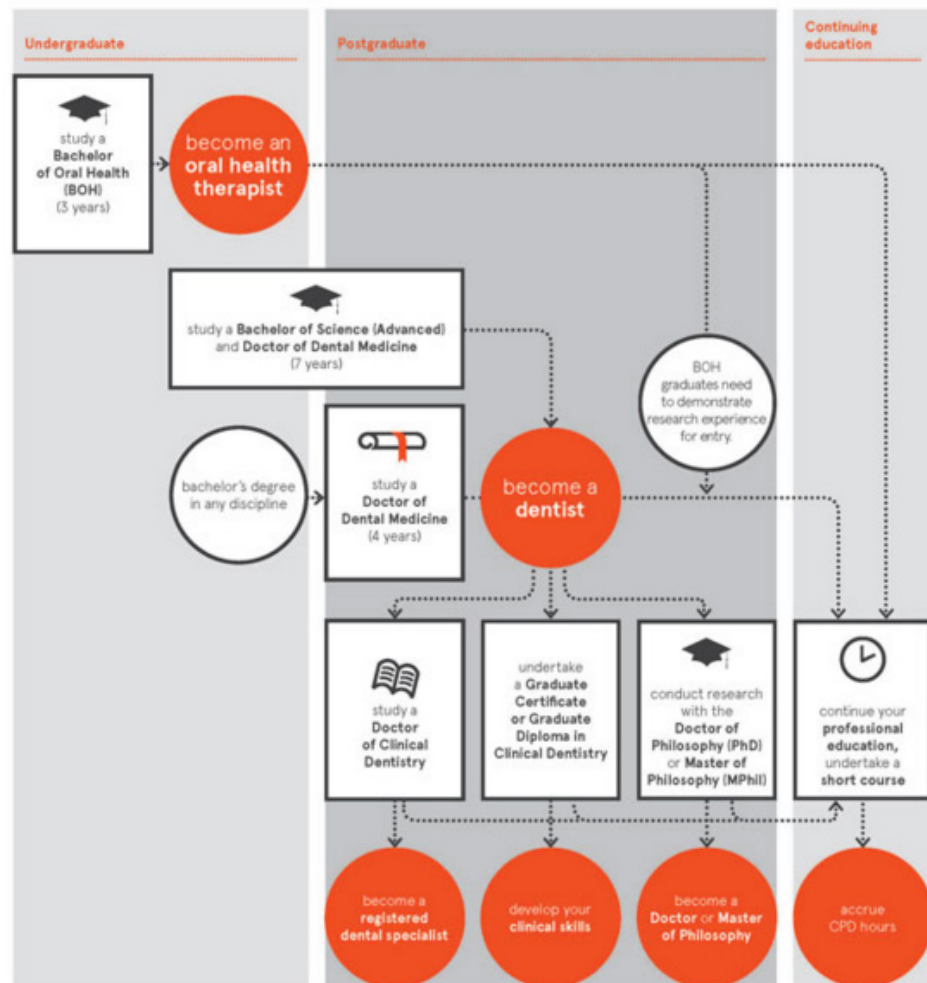 Undergraduate
Postgraduate
Continuing
education
study a
Bachelor
of Oral Health
(BOH)
(3 years)
become an
oral health
therapist
study a Bachelor of Science (Advanced)
and Doctor of Dental Medicine
(7 years)
BOH
graduates need
to demonstrate
research experience
for entry.
bachelor's degree
in any discipline
study a
Doctor of
Dental Medicine
(4 years)
become a
dentist
study a
Doctor
of Clinical
Dentistry
undertake
a Graduate
Certificate
or Graduate
Diploma in
Clinical Dentistry
conduct research
with the
Doctor of
Philosophy (PhD)
or Master of
Philosophy (MPhil)
continue your
professional
education,
undertake a
short course
become a
registered
dental specialist
develop your
clinical skills
become a
Doctor or Master
of Philosophy
accrue
CPD hours